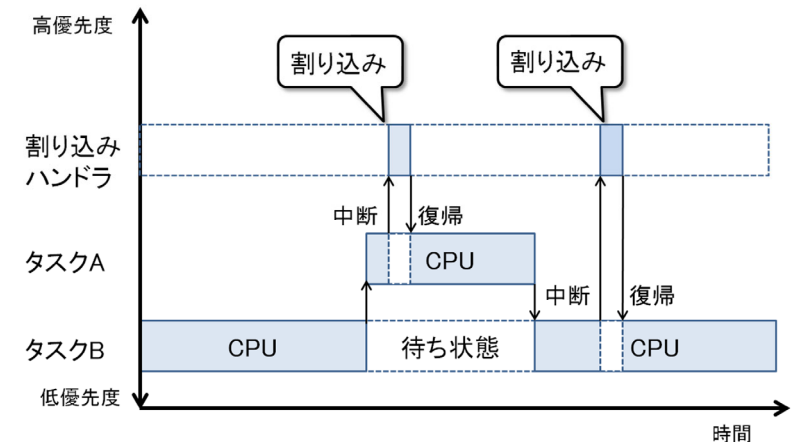 高優先度
割り込み
割り込み
割り込み
ハンドラ
中断
復帰
タスクA
CPU
中断
復帰
タスクB
CPU
待ち状態
CPU
低優先度
時間